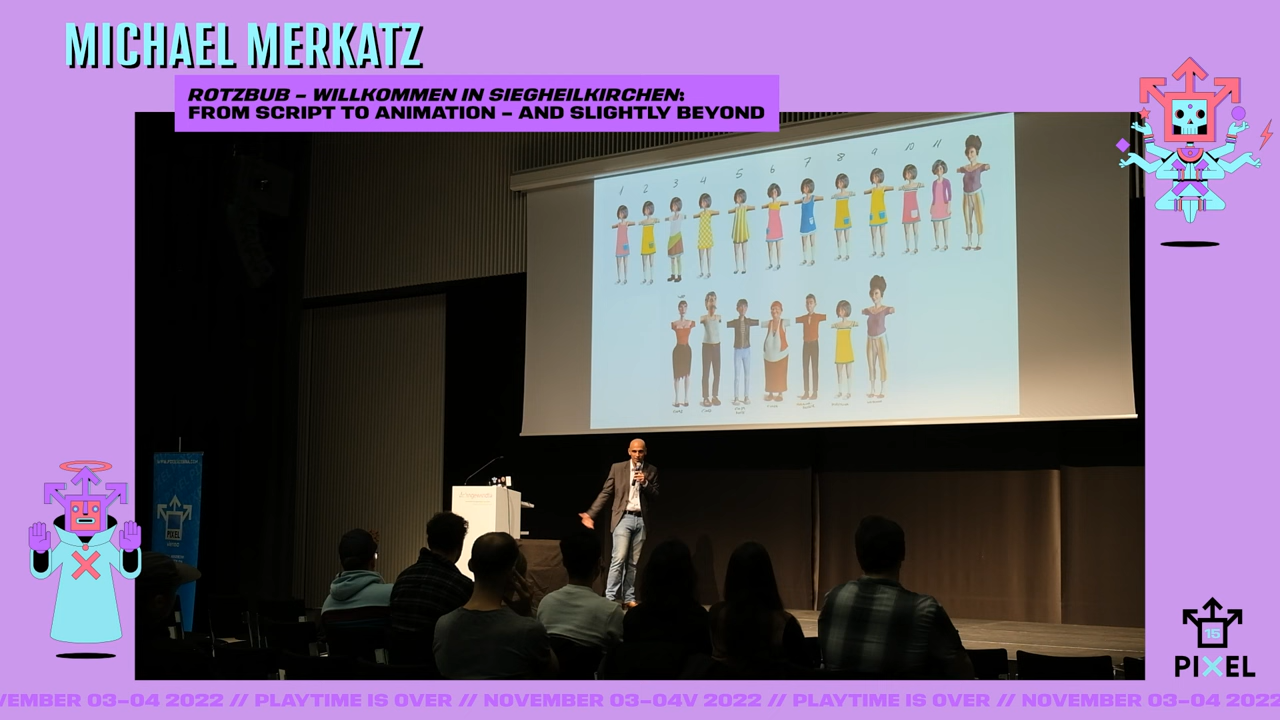 MICHAEL MERKATZ
ROTZBUB – WILLKOMMEN IN SIEGHEILKIRCHEN:
FROM SCRIPT TO ANIMATION – AND SLIGHTLY BEYOND
1 2 3 4 5 6 7 8 9 10 11
PIXEL
15
PIXEL
VEMBER 03–04 2022 // PLAYTIME IS OVER // NOVEMBER 03–04V 2022 // PLAYTIME IS OVER // NOVEMBER 03–04 2022